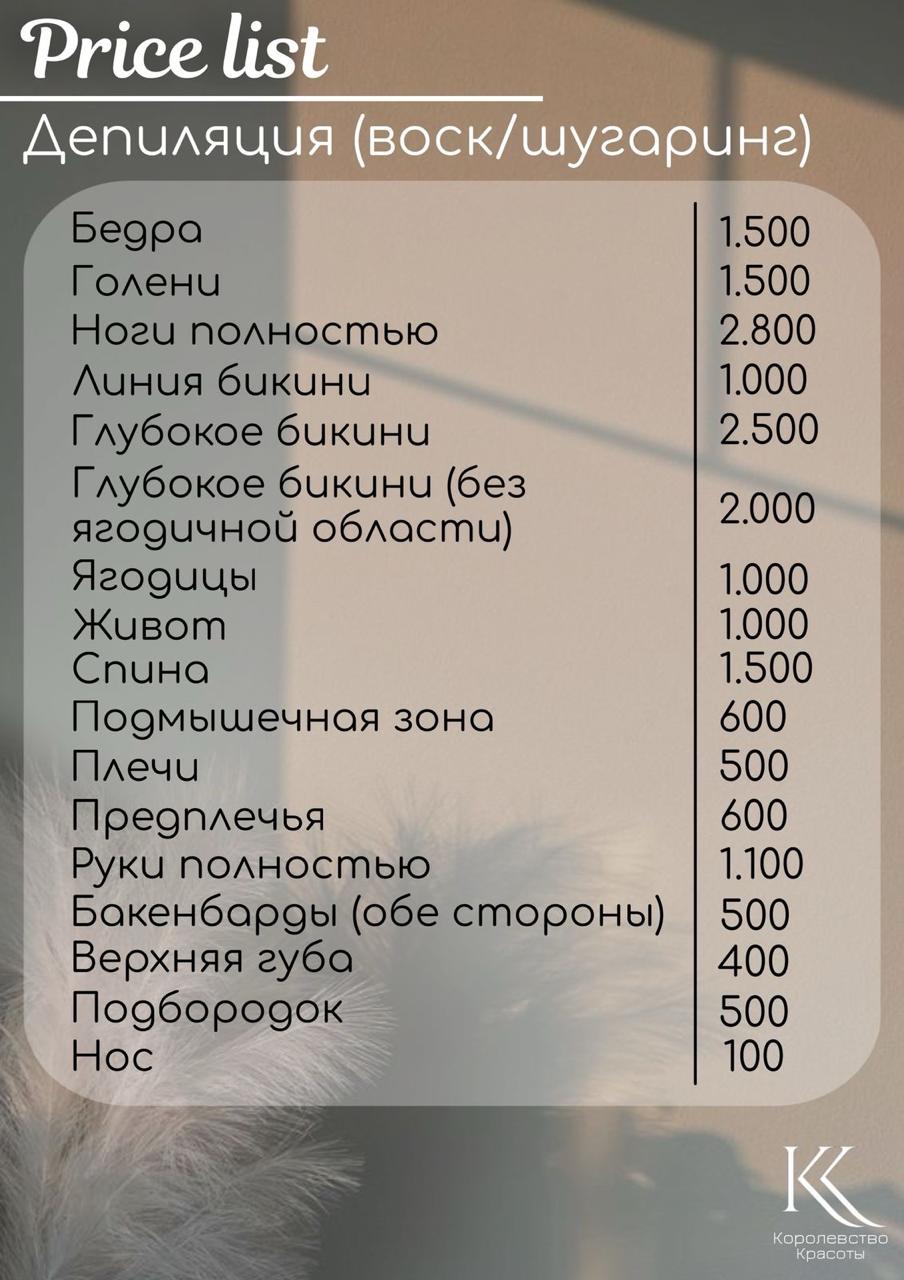 Price list
Депиляция (воск/шугаринг)
Бедра 1.500
Голени 1.500
Ноги полностью 2.800
Линия бикини 1.000
Глубокое бикини 2.500
Глубокое бикини (без
ягодичной области) 2.000
Ягодицы 1.000
Живот 1.000
Спина 1.500
Подмышечная зона 600
Плечи 500
Предплечья 600
Руки полностью 1.100
Бакенбарды (обе стороны) 500
Верхняя губа 400
Подбородок 500
Нос 100
KK
Королевство
Красоты